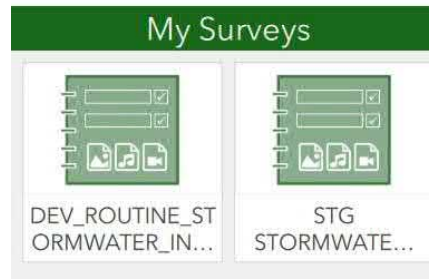 My Surveys
DEV_ROUTINE_ST
ORMWATER_IN...
STG
STORMWATE...